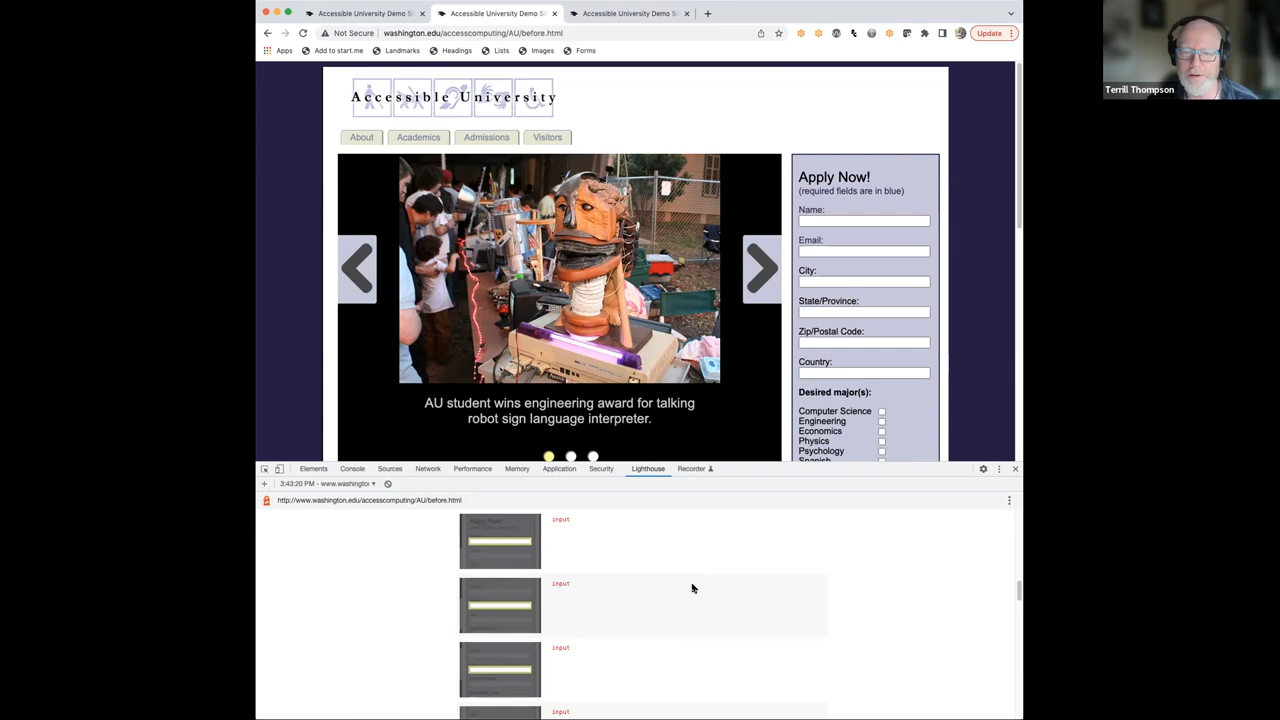 Accessible University Demo Si
Accessible University Demo Si
Accessible University Demo Si
Not Secure
washington.edu/accesscomputing/AU/before.html
Update
Apps
Add to start.me
Landmarks
Headings
Lists
Images
Forms
Terrill Thompson
Accessible University
About
Academics
Admissions
Visitors
Apply Now!
(required fields are in blue)
Name:
Email:
City:
State/Province:
Zip/Postal Code:
Country:
Desired major(s):
Computer Science
Engineering
Economics
Physics
Psychology
Spanish
AU student wins engineering award for talking
robot sign language interpreter.
Elements
Console
Sources
Network
Performance
Memory
Application
Security
Lighthouse
Recorder
3:43:20 PM - www.washingto
http://www.washington.edu/accesscomputing/AU/before.html
input
input
input
input